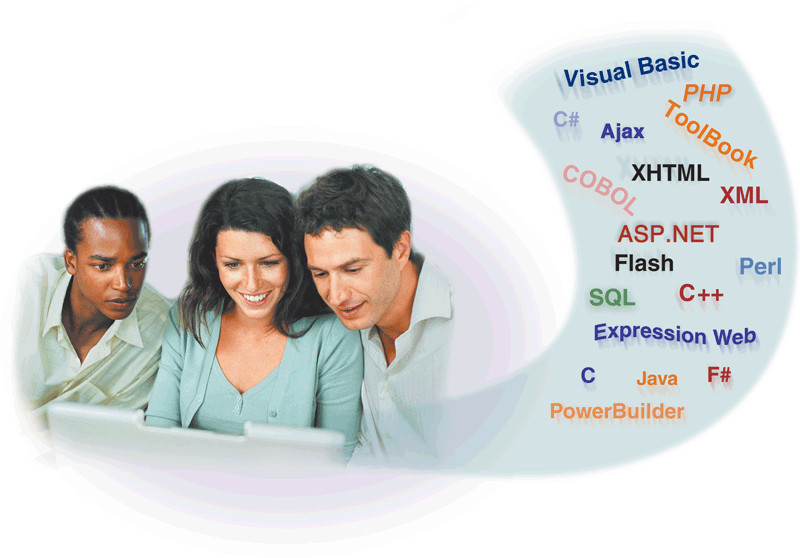 Visual Basic
PHP
C#
Ajax
ToolBook
XHTML
COBOL
XML
ASP.NET
Flash
Perl
SQL
C++
Expression Web
C
Java
F#
PowerBuilder